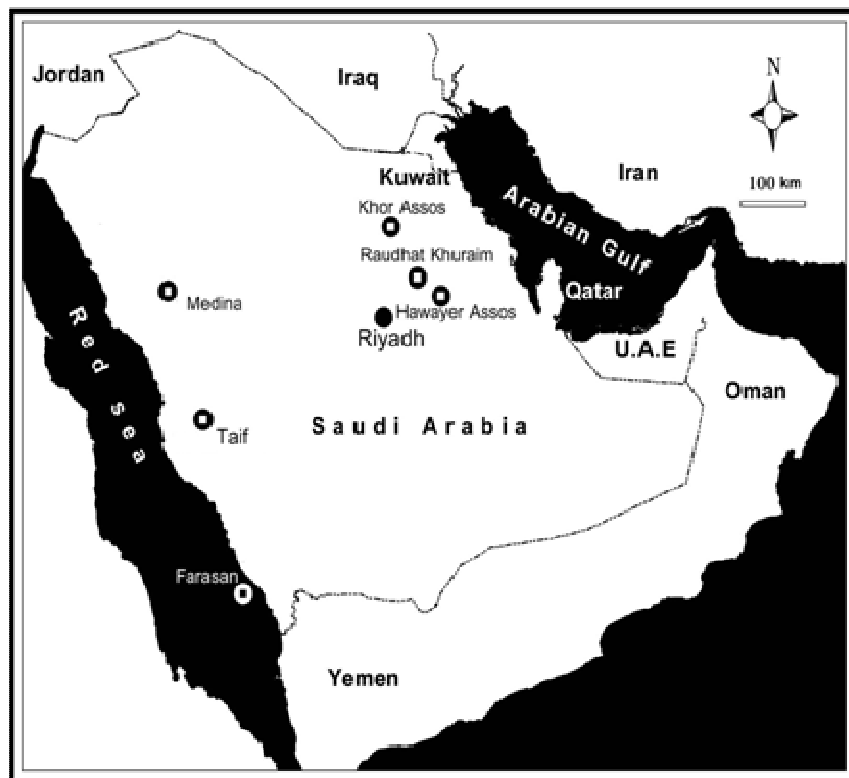 Jordan
Iraq
N
100 km
Iran
Kuwait
Khor Assos
Arabian Gulf
Raudhat Khuraim
Qatar
Medina
Hawayer Assos
Riyadh
Red sea
U.A.E
Oman
Taif
Saudi Arabia
Farasan
Yemen